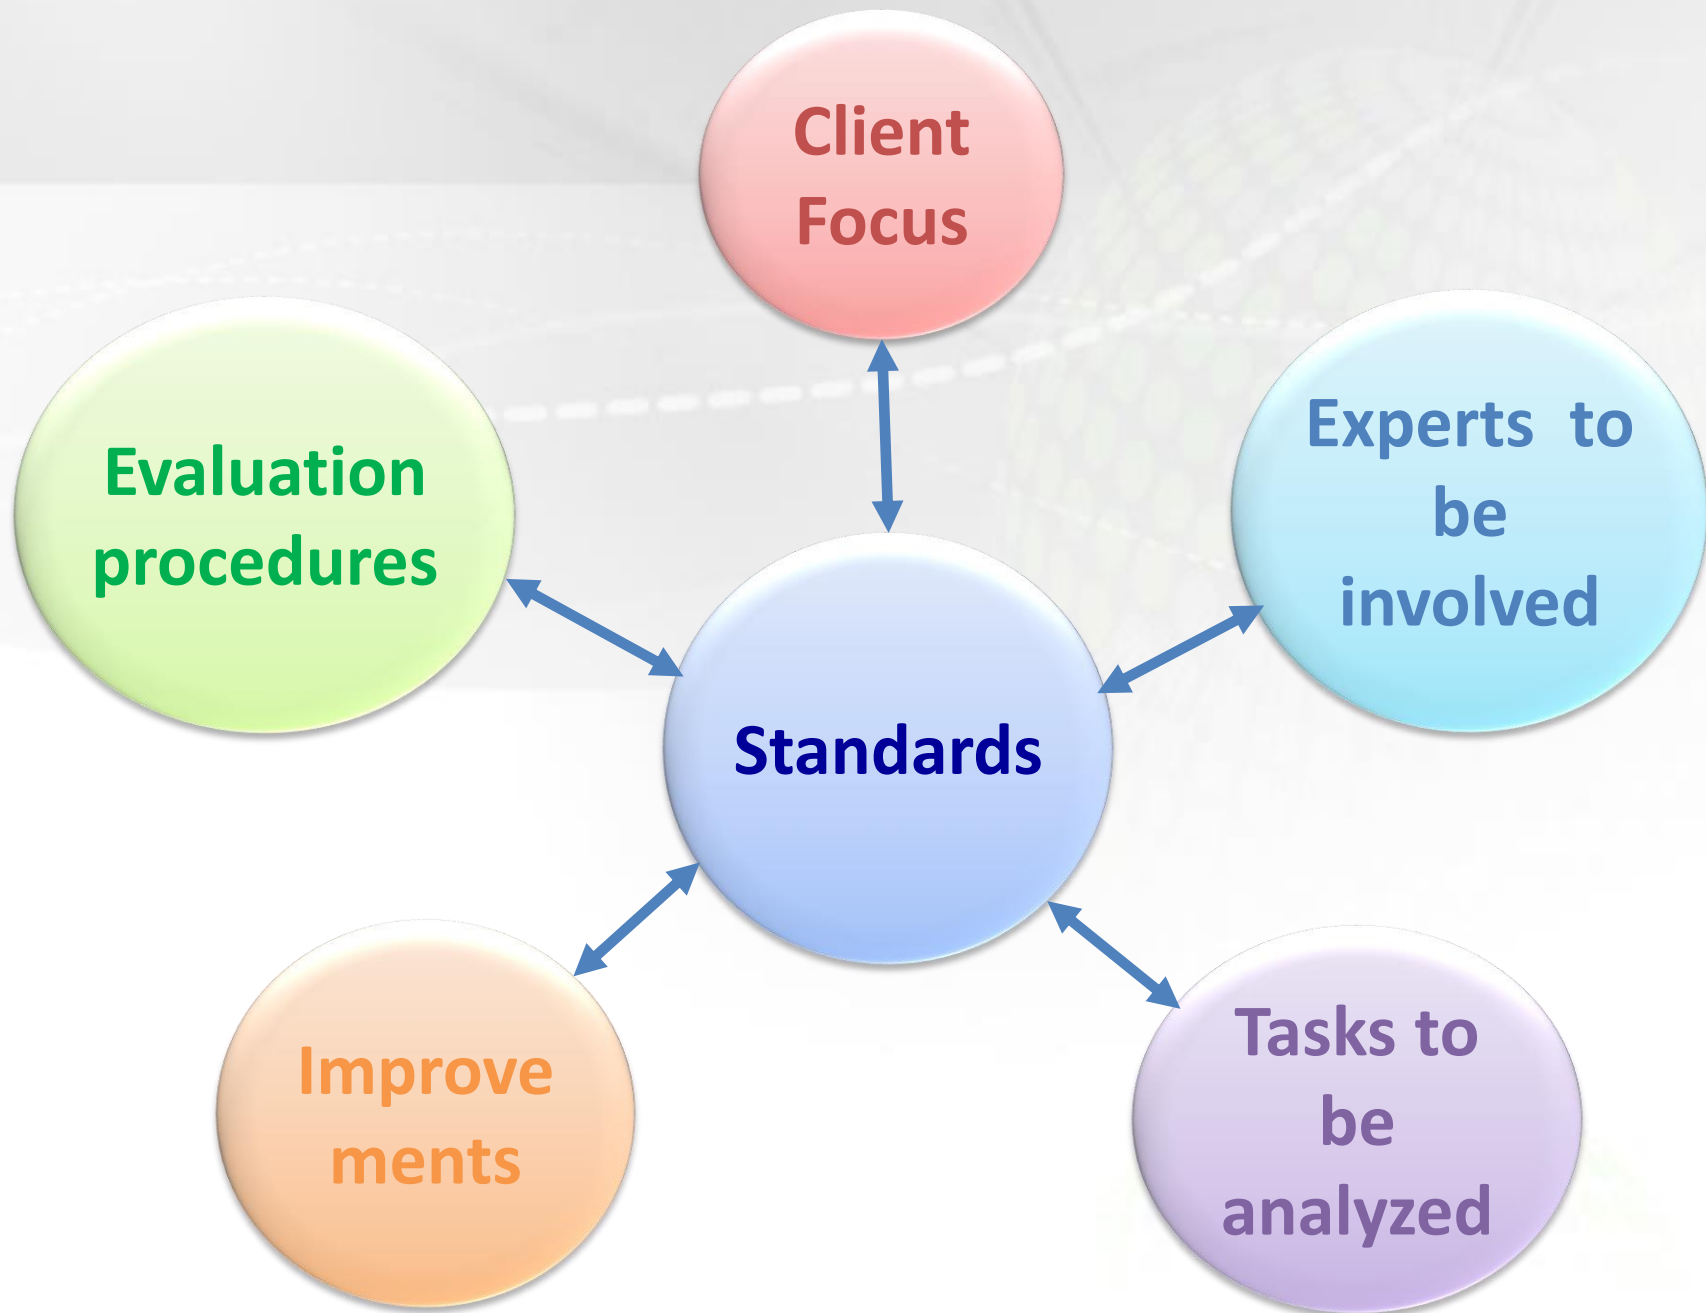 Client
Focus
Evaluation
procedures
Experts  to
be
involved
Standards
Improve
ments
Tasks to
be
analyzed